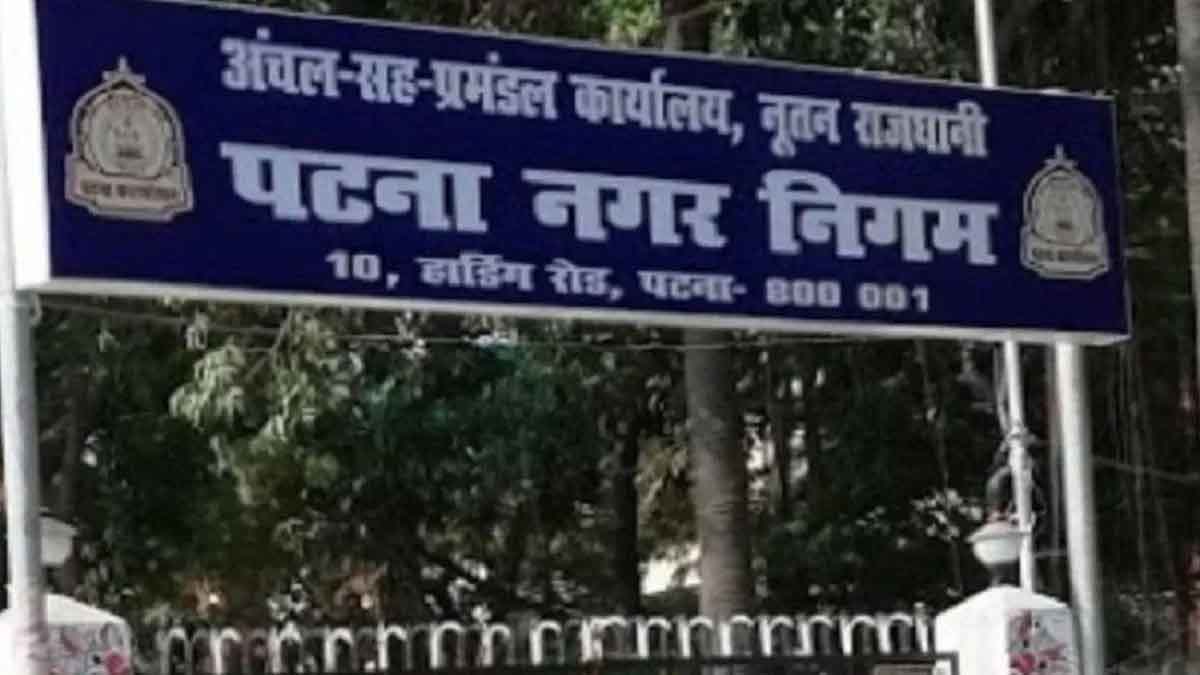 अंचल-सह-प्रमंडल कार्यालय, नूतन राजधानी
पटना नगर निगम
10, हार्डिंग रोड, पटना- 800 001